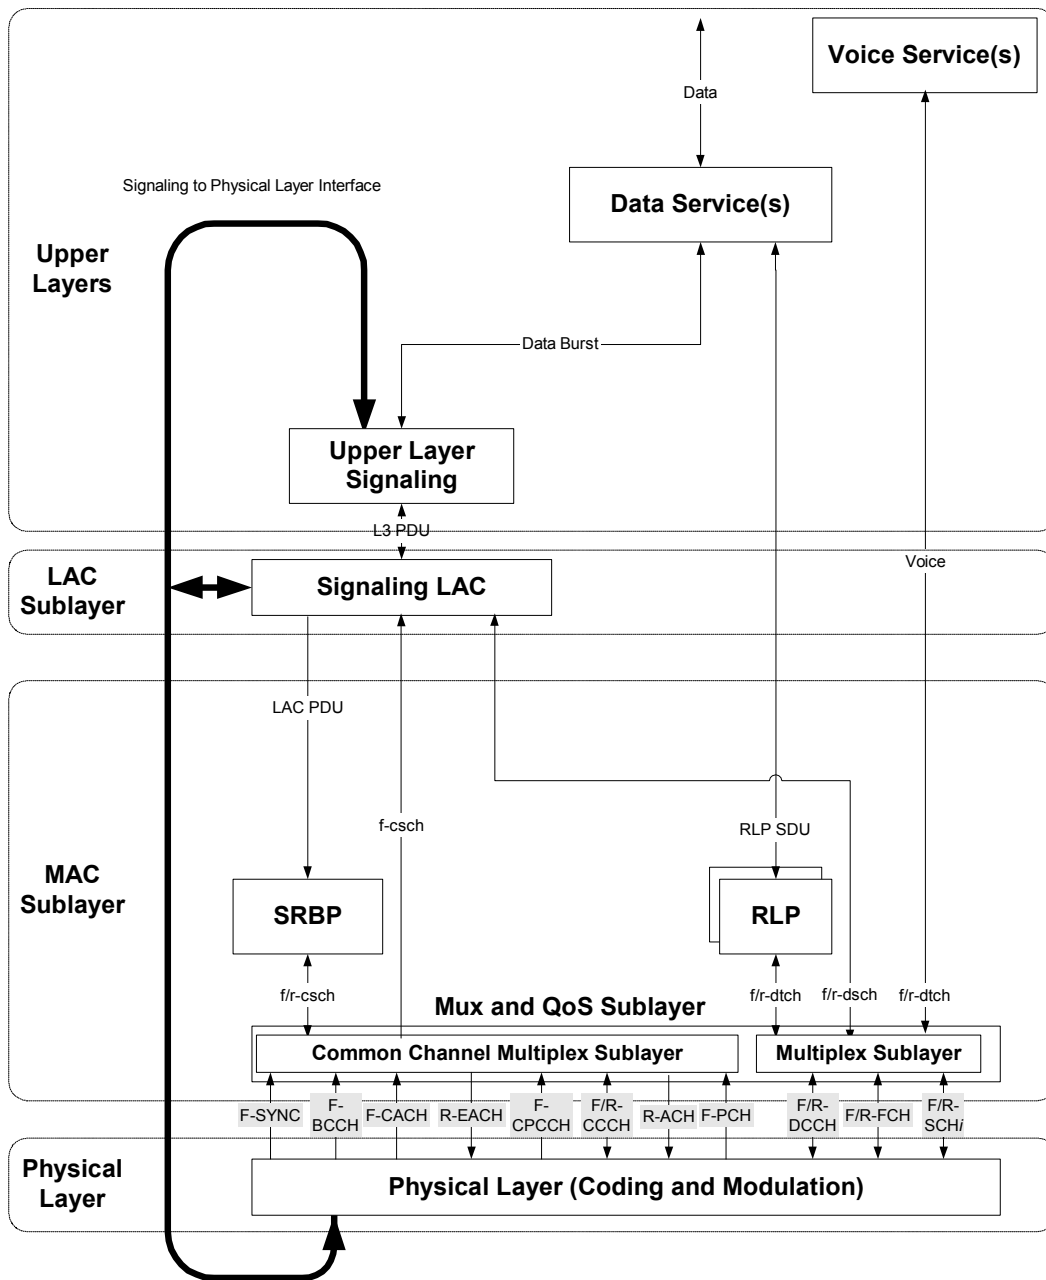 Voice Service(s)
Data
Signaling to Physical Layer Interface
Data Service(s)
Upper
Layers
Data Burst
Upper Layer
Signaling
L3 PDU
LAC
Sublayer
Signaling LAC
Voice
LAC PDU
f-csch
RLP SDU
MAC
Sublayer
SRBP
RLP
f/r-csch
f/r-dtch
f/r-dsch
f/r-dtch
Mux and QoS Sublayer
Common Channel Multiplex Sublayer
Multiplex Sublayer
F-SYNC
F-
BCCH
F-CACH
R-EACH
F-
CPCCH
F/R-
CCCH
R-ACH
F-PCH
F/R-
DCCH
F/R-FCH
F/R-
SCHi
Physical
Layer
Physical Layer (Coding and Modulation)